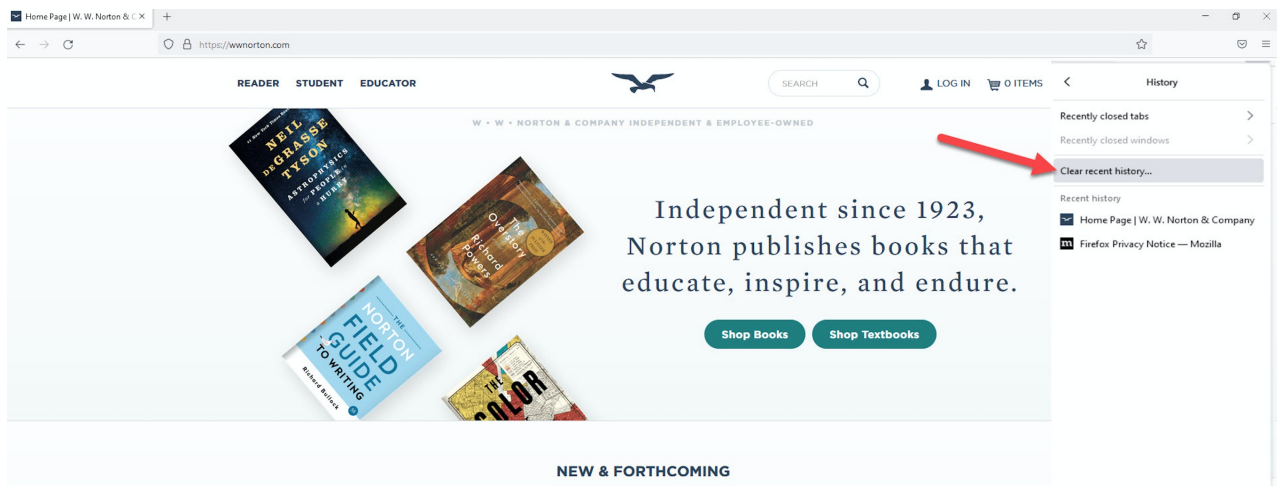 Home Page | W. W. Norton & C
https://wwnorton.com
READER STUDENT EDUCATOR
SEARCH
LOG IN
0 ITEMS
W • W • NORTON & COMPANY INDEPENDENT & EMPLOYEE-OWNED
NEIL
DEGRASSE
TYSON
ASTROPHYSICS
for PEOPLE in
a HURRY
The
Overstory
Richard
Powers
Independent since 1923,
Norton publishes books that
educate, inspire, and endure.
Shop Books
Shop Textbooks
THE
NORTON
FIELD
GUIDE
TO WRITING
Richard Bullock
THE
COLOR
NEW & FORTHCOMING
History
Recently closed tabs
Recently closed windows
Clear recent history...
Recent history
Home Page | W. W. Norton & Company
m Firefox Privacy Notice — Mozilla